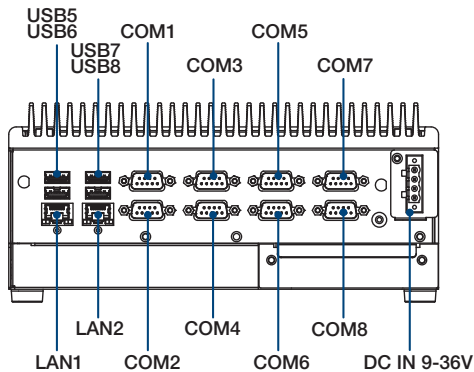 USB5
USB6
USB7
USB8
COM1
COM3
COM5
COM7
LAN1
LAN2
COM2
COM4
COM6
COM8
DC IN 9-36V